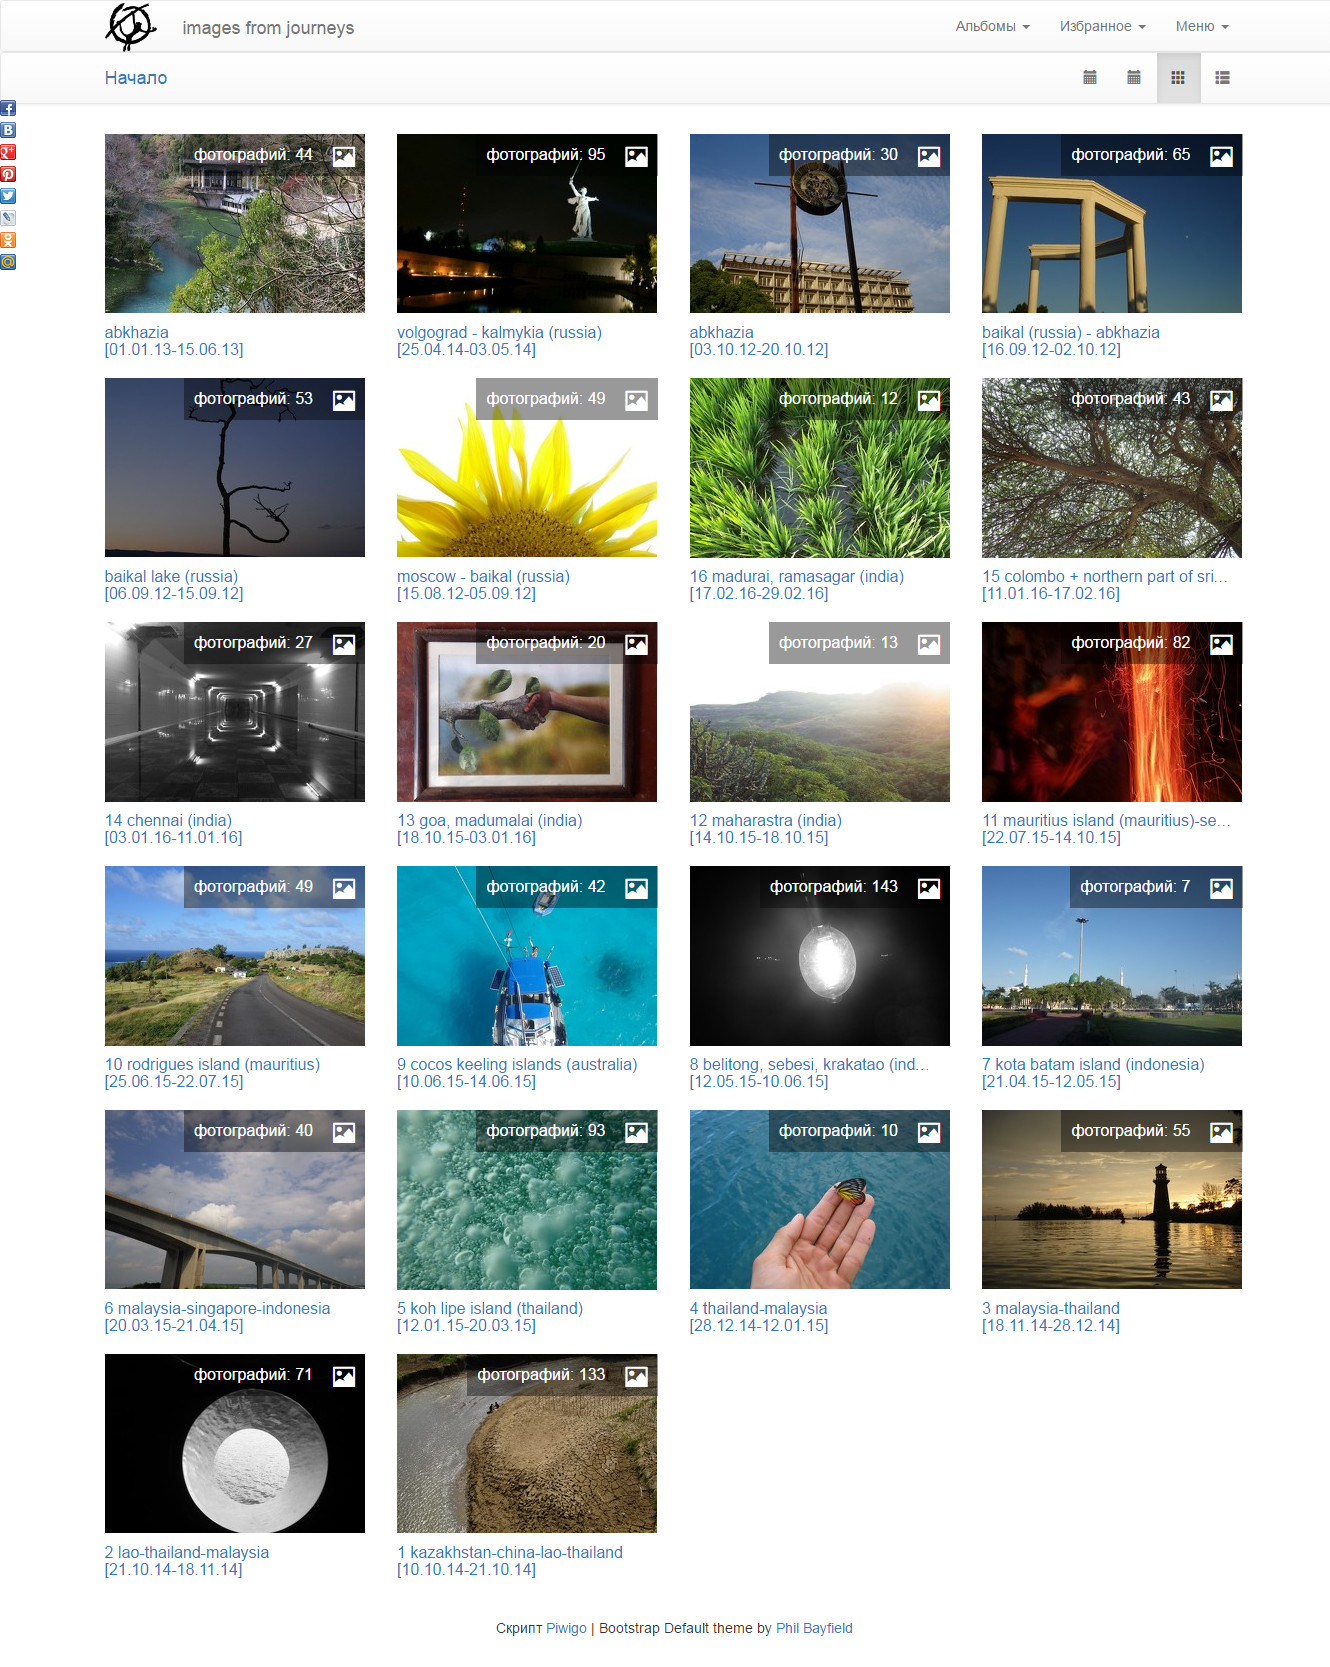 images from journeys
Альбомы
Избранное
Меню
Начало
фотографий: 44
фотографий: 95
фотографий: 30
фотографий: 65
abkhazia
[01.01.13-15.06.13]
volgograd - kalmykia (russia)
[25.04.14-03.05.14]
abkhazia
[03.10.12-20.10.12]
baikal (russia) - abkhazia
[16.09.12-02.10.12]
фотографий: 53
фотографий: 49
фотографий: 12
фотографий: 43
baikal lake (russia)
[06.09.12-15.09.12]
moscow - baikal (russia)
[15.08.12-05.09.12]
16 madurai, ramasagar (india)
[17.02.16-29.02.16]
15 colombo + northern part of sri...
[11.01.16-17.02.16]
фотографий: 27
фотографий: 20
фотографий: 13
фотографий: 82
14 chennai (india)
[03.01.16-11.01.16]
13 goa, madumalai (india)
[18.10.15-03.01.16]
12 maharastra (india)
[14.10.15-18.10.15]
11 mauritius island (mauritius)-se...
[22.07.15-14.10.15]
фотографий: 49
фотографий: 42
фотографий: 143
фотографий: 7
10 rodrigues island (mauritius)
[25.06.15-22.07.15]
9 cocos keeling islands (australia)
[10.06.15-14.06.15]
8 belitong, sebesi, krakatao (ind...
[12.05.15-10.06.15]
7 kota batam island (indonesia)
[21.04.15-12.05.15]
фотографий: 40
фотографий: 93
фотографий: 10
фотографий: 55
6 malaysia-singapore-indonesia
[20.03.15-21.04.15]
5 koh lipe island (thailand)
[12.01.15-20.03.15]
4 thailand-malaysia
[28.12.14-12.01.15]
3 malaysia-thailand
[18.11.14-28.12.14]
фотографий: 71
фотографий: 133
2 lao-thailand-malaysia
[21.10.14-18.11.14]
1 kazakhstan-china-lao-thailand
[10.10.14-21.10.14]
Скрипт Piwigo | Bootstrap Default theme by Phil Bayfield